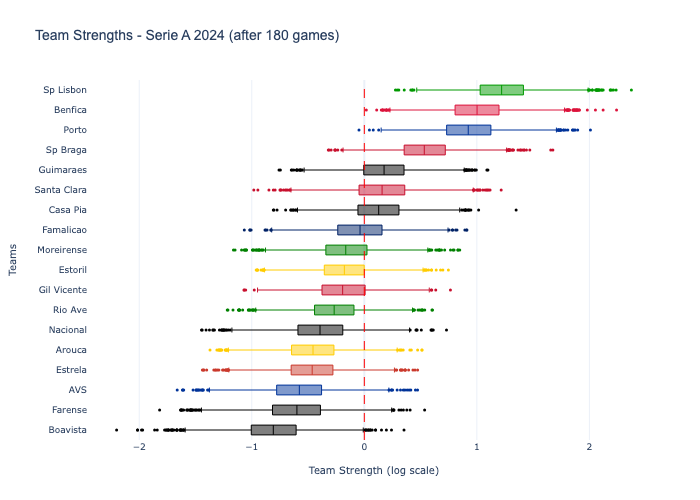 Team Strengths - Serie A 2024 (after 180 games)
Sp Lisbon
Benfica
Porto
Sp Braga
Guimaraes
Santa Clara
Casa Pia
Famalicao
Moreirense
Estoril
Gil Vicente
Rio Ave
Nacional
Arouca
Estrela
AVS
Farense
Boavista
Teams
−2 −1 0 1 2
Team Strength (log scale)